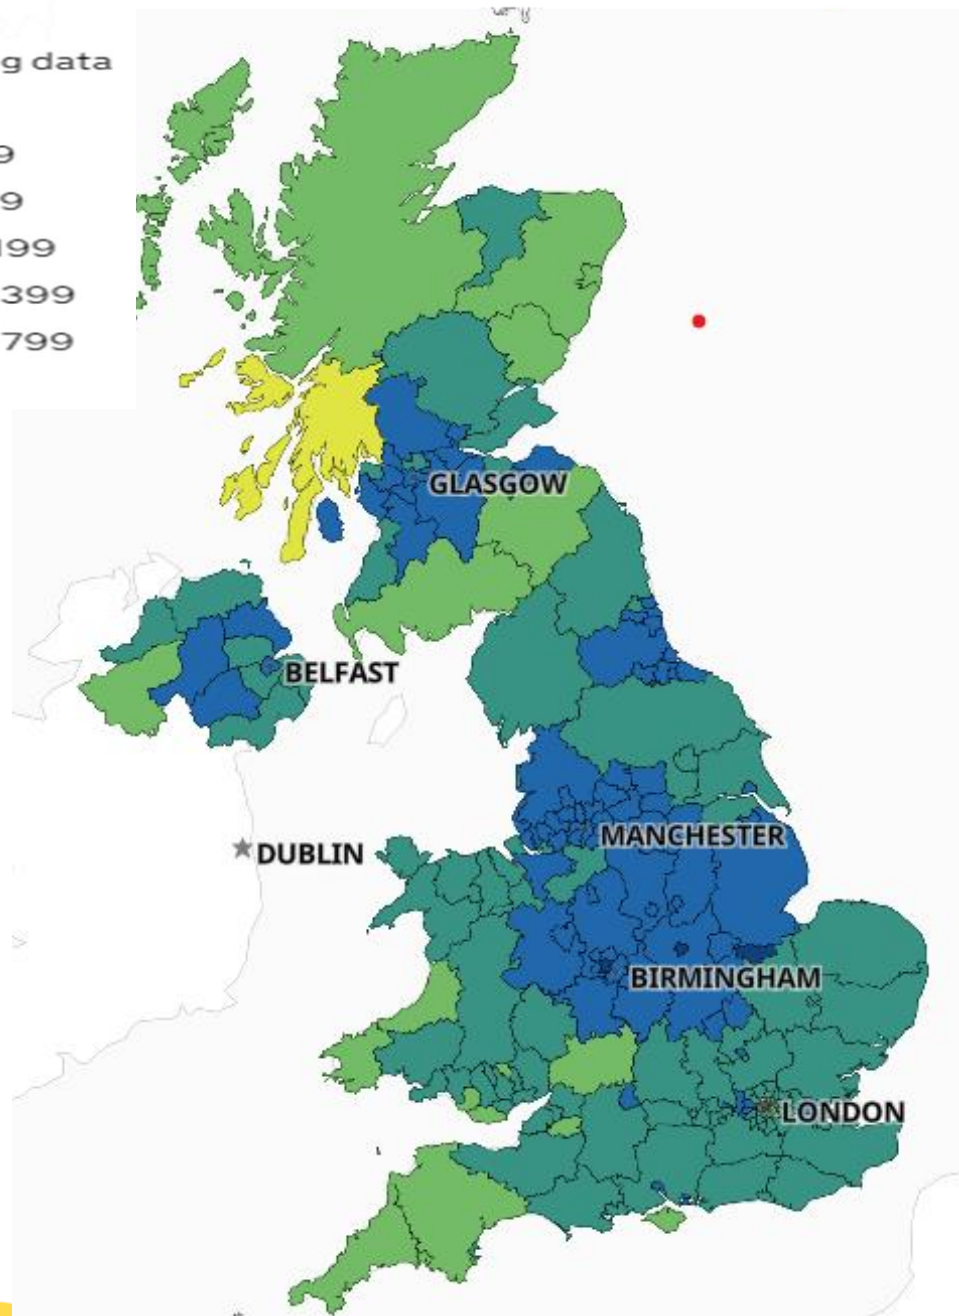 g data
9
9
199
399
799
GLASGOW
BELFAST
MANCHESTER
DUBLIN
BIRMINGHAM
LONDON